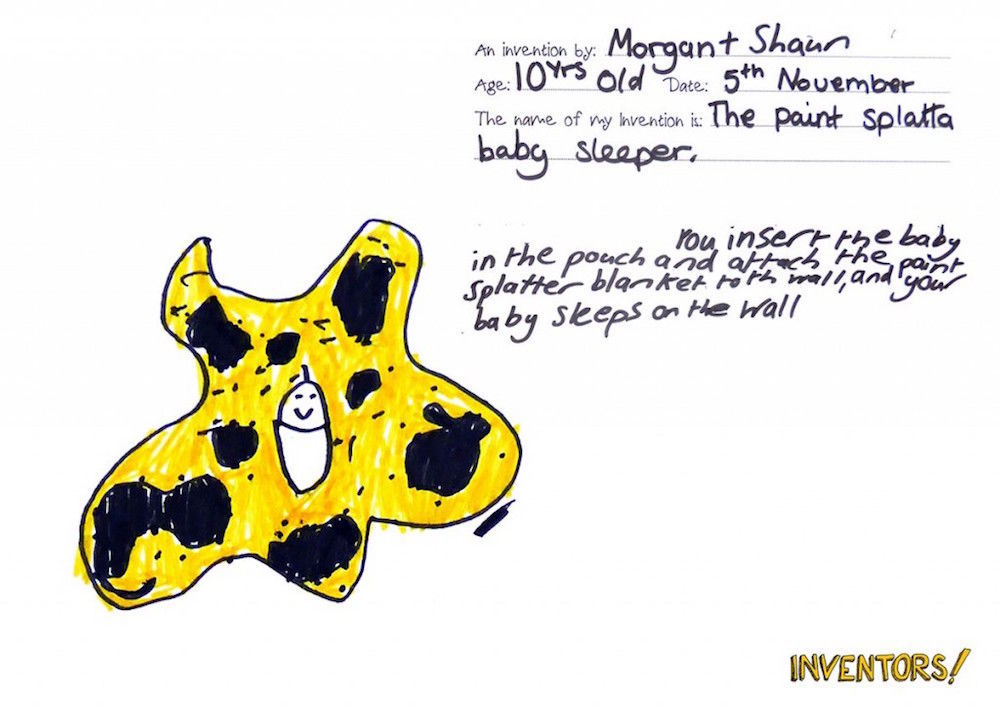 An invention by: Morgan + Shaun
Age: 10yrs old Date: 5th November
The name of my invention is: The paint splatta
baby sleeper.
You insert the baby
in the pouch and attach the paint
splatter blanket to th wall, and your
baby sleeps on the wall
INVENTORS!